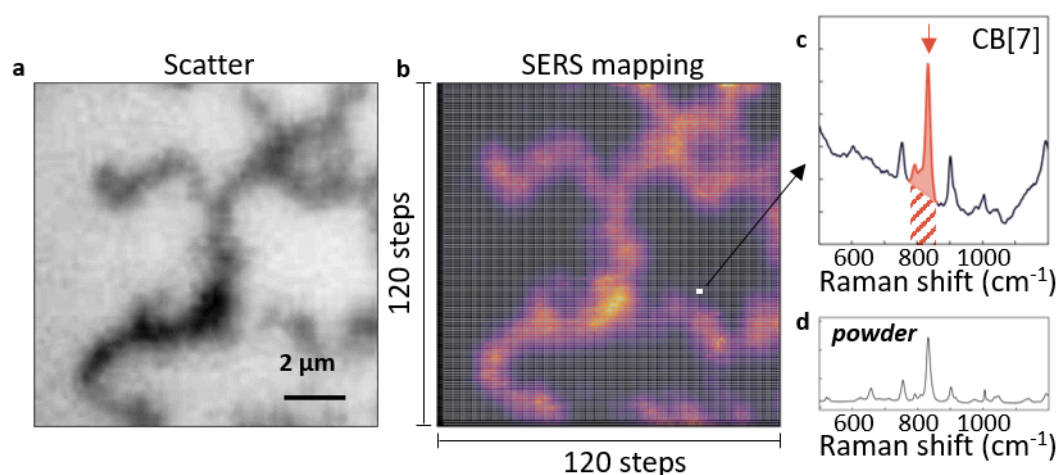 a
Scatter
2 μm
b
SERS mapping
120 steps
120 steps
c
CB[7]
600 800 1000
Raman shift (cm⁻¹)
d
powder
600 800 1000
Raman shift (cm⁻¹)